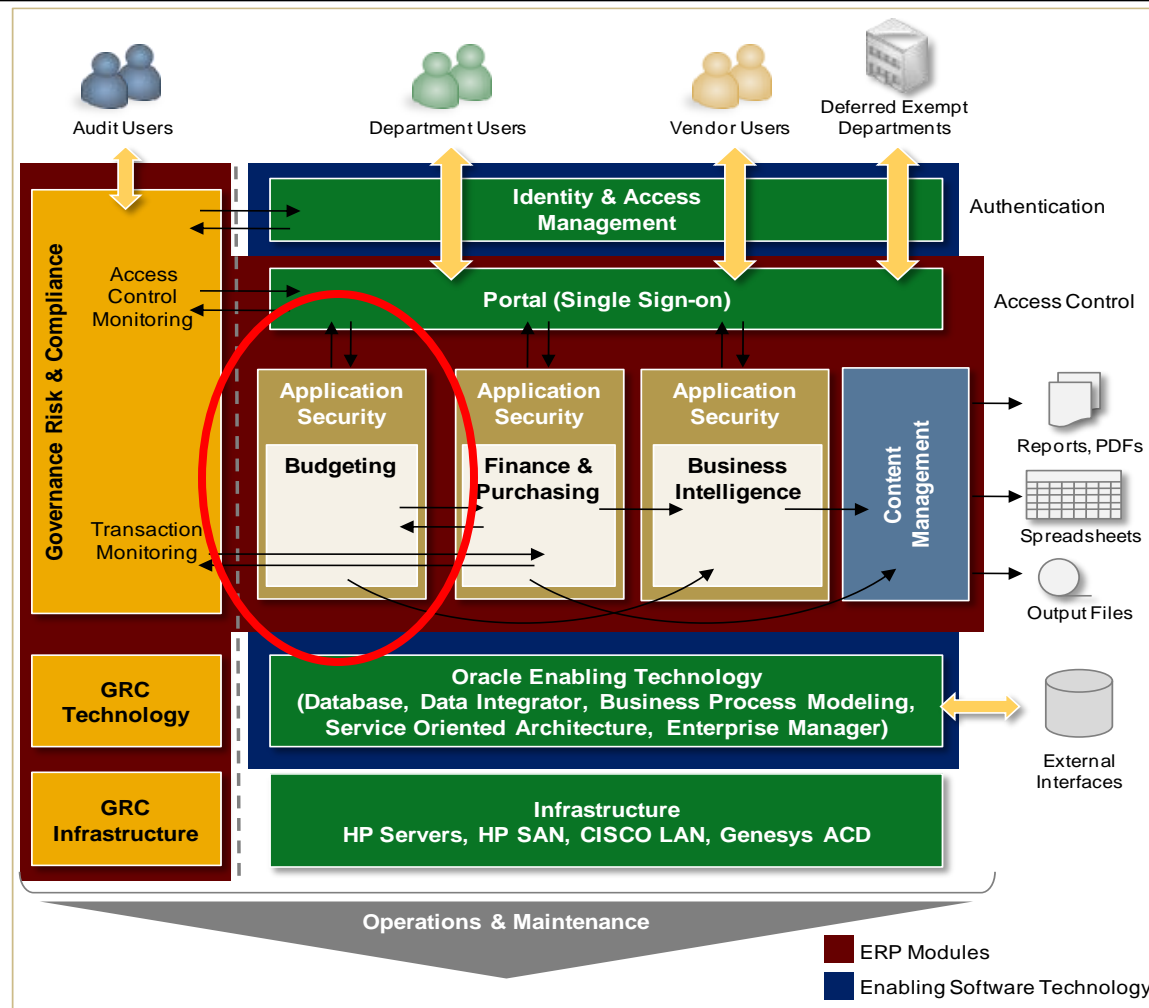 Audit Users
Department Users
Vendor Users
Deferred Exempt
Departments
Identity & Access
Management
Authentication
Governance Risk & Compliance
Access
Control
Monitoring
Portal (Single Sign-on)
Access Control
Application
Security
Application
Security
Application
Security
Budgeting
Finance &
Purchasing
Business
Intelligence
Content
Management
Reports, PDFs
Transaction
Monitoring
Spreadsheets
Output Files
GRC
Technology
Oracle Enabling Technology
(Database, Data Integrator, Business Process Modeling,
Service Oriented Architecture, Enterprise Manager)
External
Interfaces
GRC
Infrastructure
Infrastructure
HP Servers, HP SAN, CISCO LAN, Genesys ACD
Operations & Maintenance
ERP Modules
Enabling Software Technology